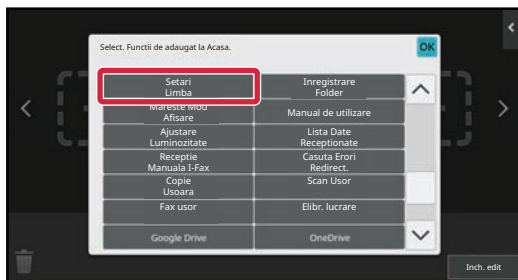 Select. Functii de adaugat la Acasa.
OK
Setari
Limba
Inregistrare
Folder
Mareste Mod
Afisare
Manual de utilizare
Ajustare
Luminozitate
Lista Date
Receptionate
Receptie
Manuala I-Fax
Casuta Erori
Redirect.
Copie
Usoara
Scan Usor
Fax usor
Elibr. lucrare
Google Drive
OneDrive
Inch. edit